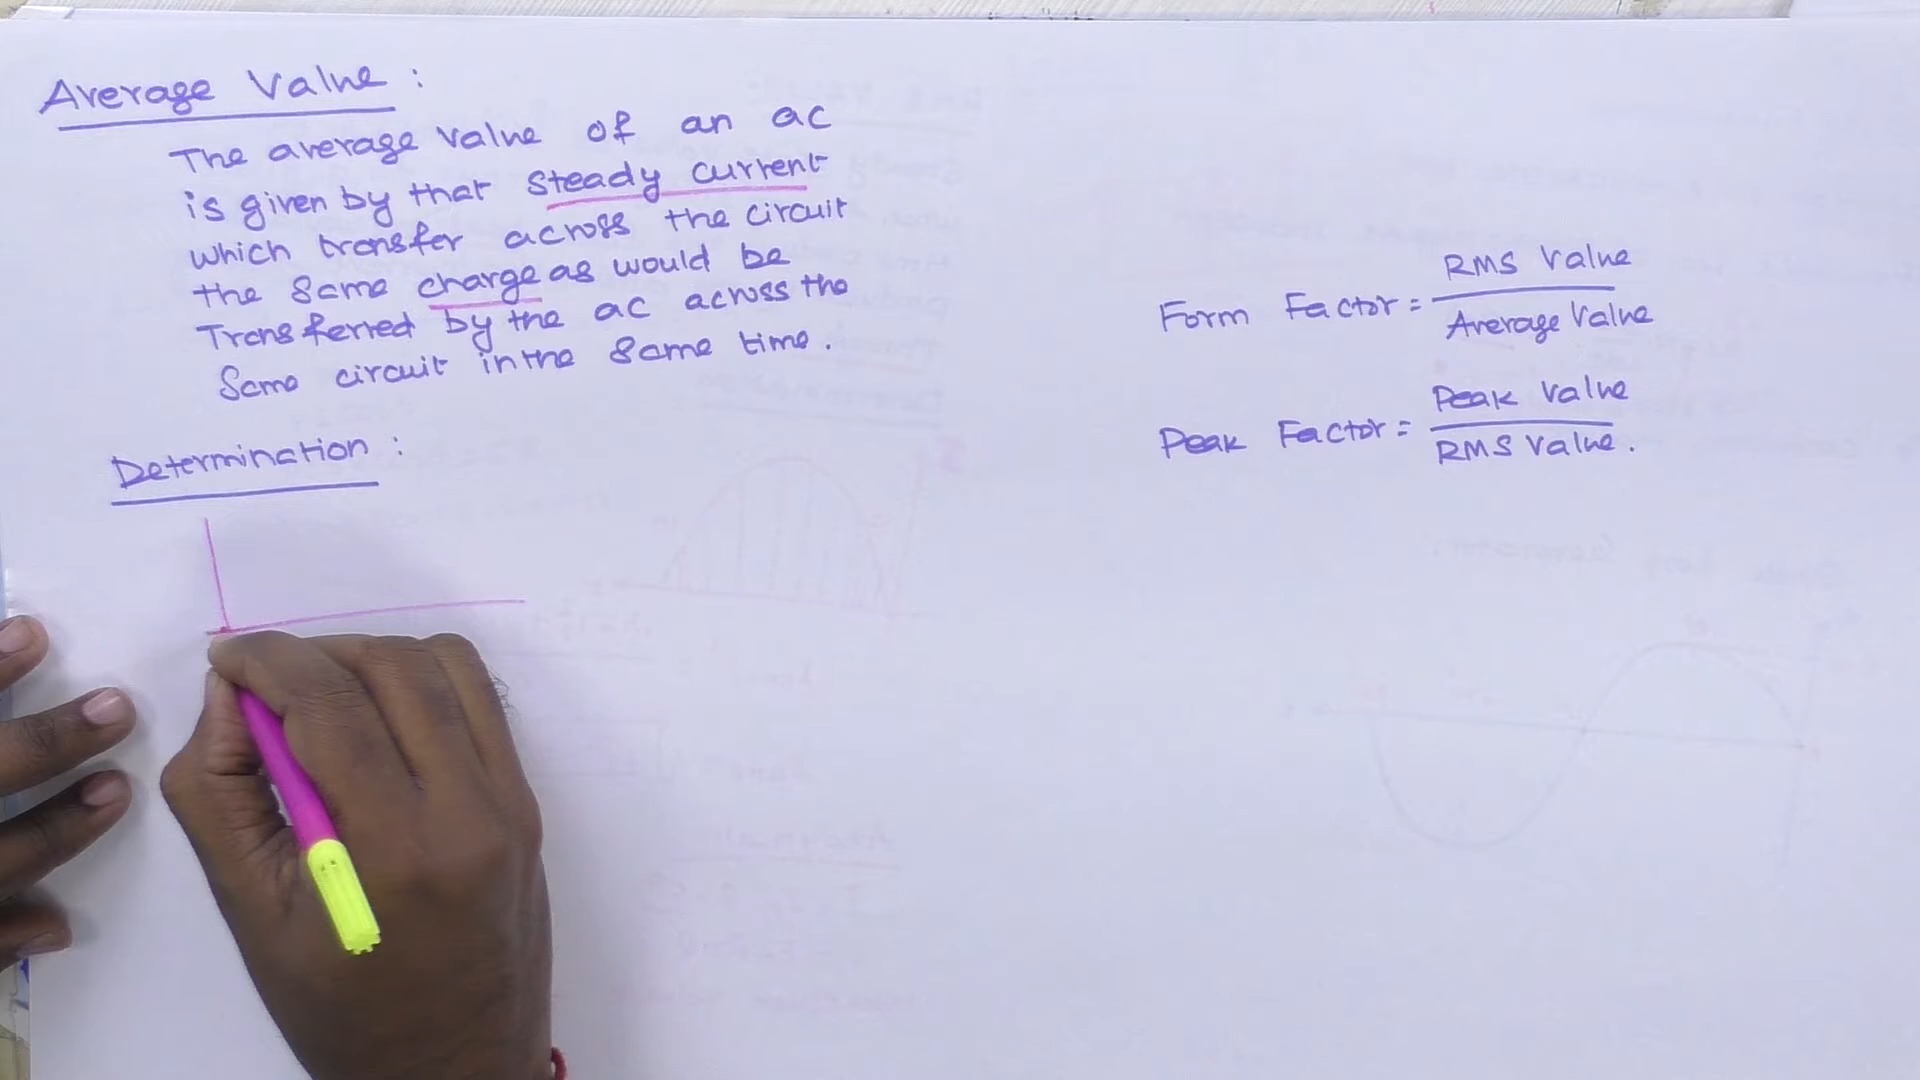 Average Value :
The average value of an ac
is given by that steady current
which transfer across the circuit
the same charge as would be
Transferred by the ac across the
Same circuit in the same time.
Determination :
Form Factor = RMS Value
Average Value
Peak Factor = Peak Value
RMS Value.